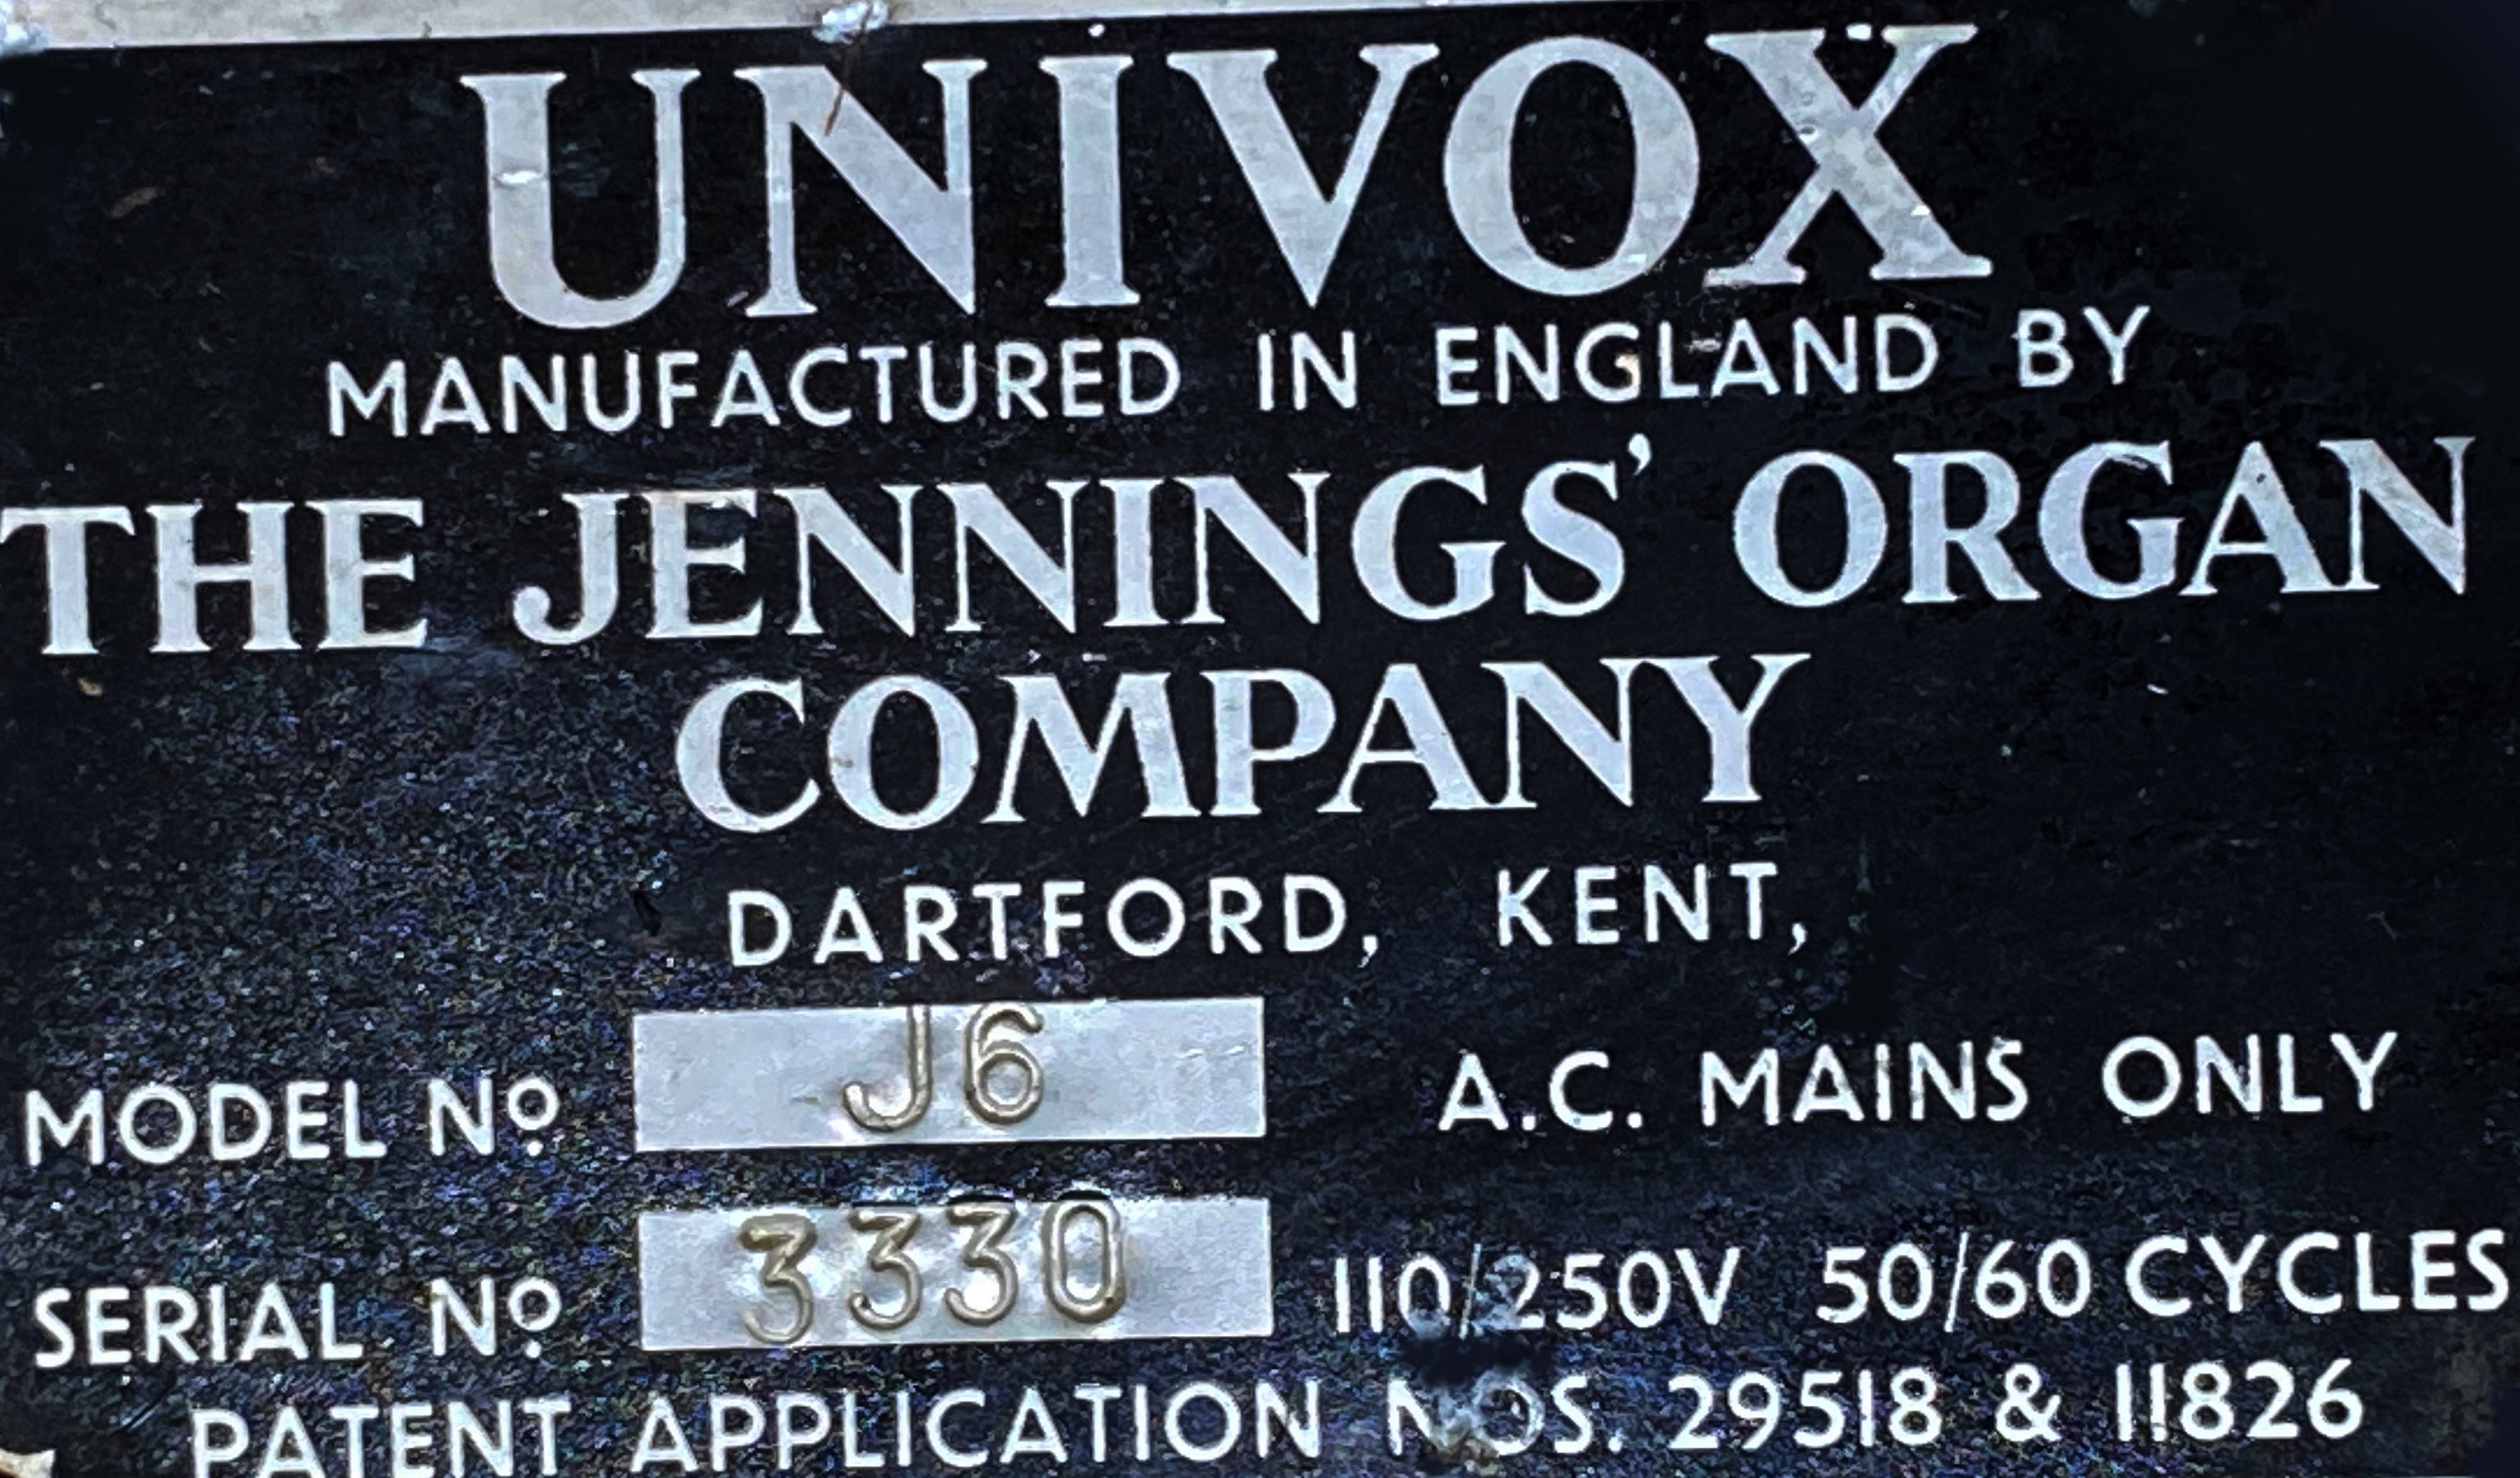 UNIVOX
MANUFACTURED IN ENGLAND BY
THE JENNINGS' ORGAN
COMPANY
DARTFORD, KENT,
MODEL Nº J6 A.C. MAINS ONLY
SERIAL Nº 3330 110/250V 50/60 CYCLES
PATENT APPLICATION NOS. 29518 & 11826